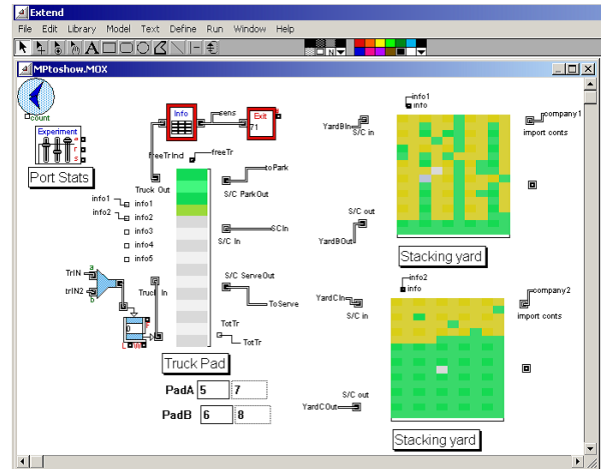 Extend
File Edit Library Model Text Define Run Window Help
A
N
MPtoshow.MOX
count
Experiment
a
r
s
Port Stats
Info
sens
Exit
71
freeTrInd
freeTr
Truck Out
toPark
S/C ParkOut
info1
info1
info2
info2
info3
info4
info5
SCIn
S/C In
S/C ServeOut
ToServe
TrIN
a
trIN2
b
Truck In
0
F
L
TotTr
TotTr
Truck Pad
PadA 5 7
PadB 6 8
info1
info
YardBIn
S/C in
company1
import conts
S/C out
YardBOut
Stacking yard
info2
info
YardCIn
S/C in
company2
import conts
S/C out
YardCOut
Stacking yard